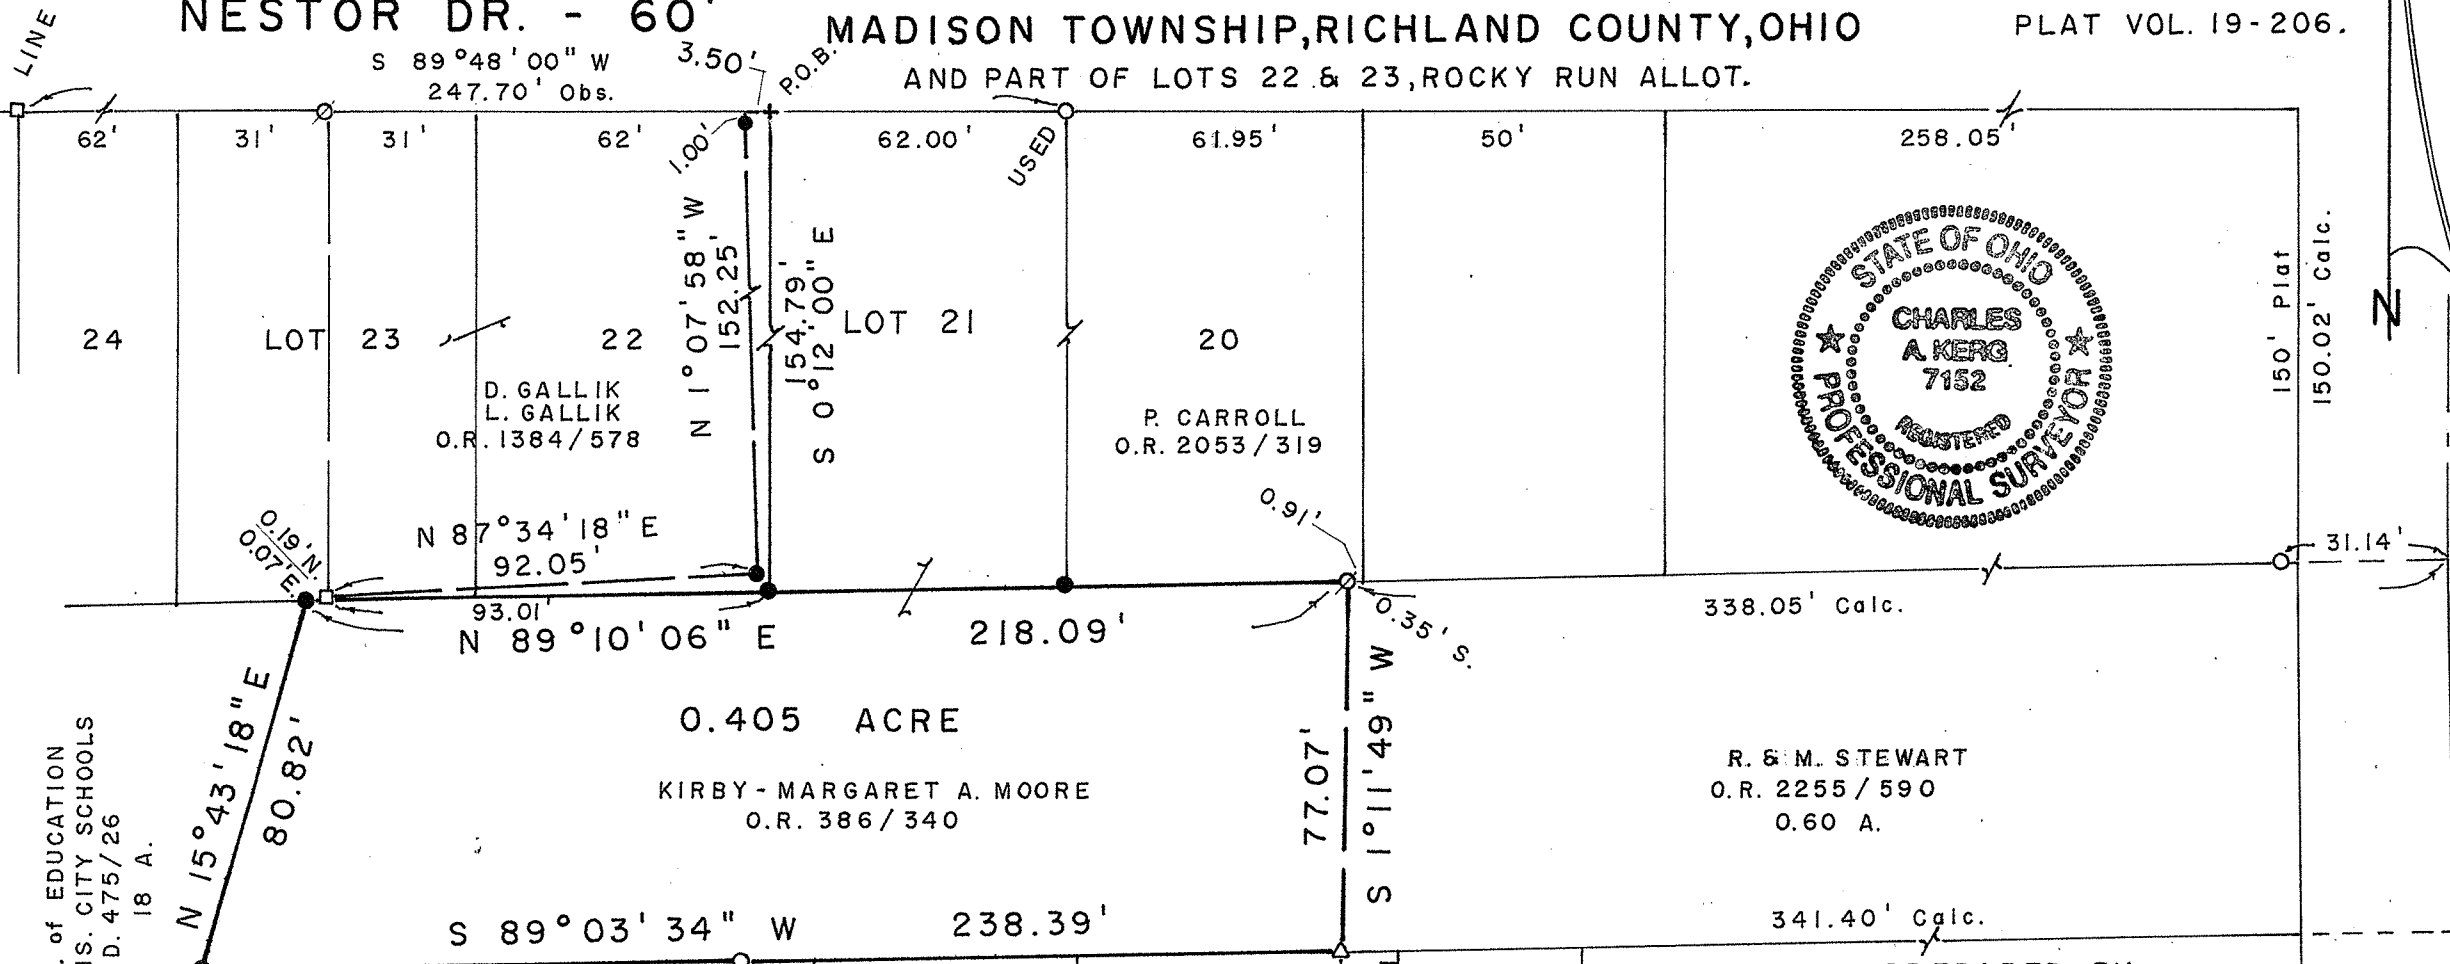 NESTOR DR. - 60'
MADISON TOWNSHIP, RICHLAND COUNTY, OHIO
PLAT VOL. 19-206.
AND PART OF LOTS 22 & 23, ROCKY RUN ALLOT.
LINE
S 89°48'00" W
247.70' Obs.
3.50'
P.O.B.
62'
31'
31'
62'
1.00'
62.00'
USED
61.95'
50'
258.05'
N 1°07'58" W
152.25'
154.79'
S 0°12'00" E
24
LOT 23
22
LOT 21
20
D. GALLIK
L. GALLIK
O.R. 1384/578
P. CARROLL
O.R. 2053/319
STATE OF OHIO
CHARLES
A. KERG
7152
REGISTERED
PROFESSIONAL SURVEYOR
150' Plat
150.02' Calc.
N
0.19' N.
0.07' E.
N 87°34'18" E
92.05'
0.91'
31.14'
93.01'
N 89°10'06" E 218.09'
0.35' S.
338.05' Calc.
N 15°43'18" E
80.82'
0.405 ACRE
KIRBY-MARGARET A. MOORE
O.R. 386/340
77.07'
S 1°11'49" W
R. & M. STEWART
O.R. 2255/590
0.60 A.
of EDUCATION
CITY SCHOOLS
475/26
18 A.
S 89°03'34" W 238.39'
341.40' Calc.